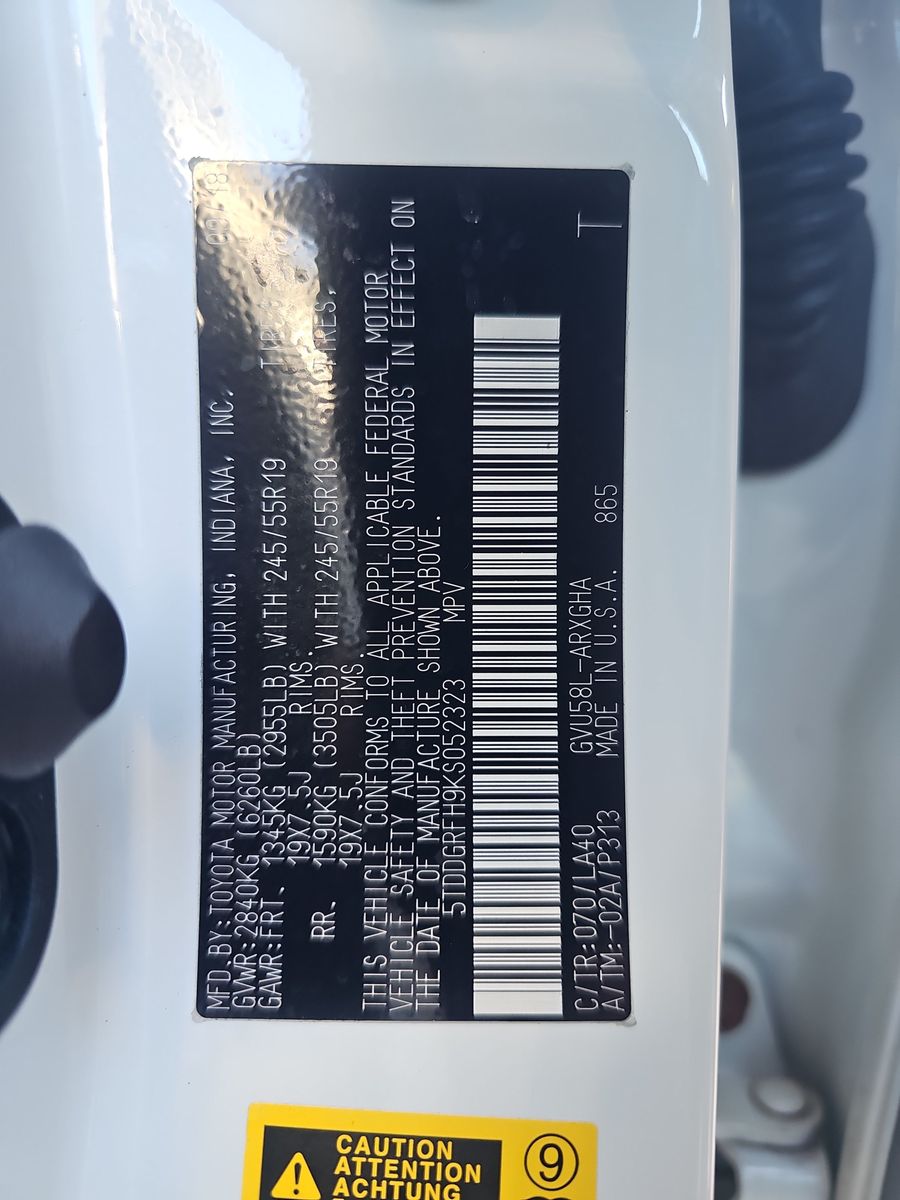 MFD.BY:TOYOTA MOTOR MANUFACTURING, INDIANA, INC.
GVWR:2840KG (6260LB)
GAWR:FRT. 1345KG (2955LB) WITH 245/55R19
19X7.5J RIMS.
RR. 1590KG (3505LB) WITH 245/55R19 TIRES,
19X7.5J RIMS.
THIS VEHICLE CONFORMS TO ALL APPLICABLE FEDERAL MOTOR
VEHICLE SAFETY AND THEFT PREVENTION STANDARDS IN EFFECT ON
THE DATE OF MANUFACTURE SHOWN ABOVE.
5TDDGRFH9KS052323 MPV
T
C/TR:070/LA40 GVU58L-ARXGHA
A/TM:-02A/P313 MADE IN U.S.A. 865
CAUTION
ATTENTION
ACHTUNG
9